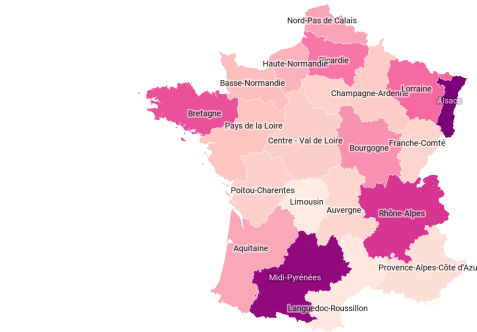 Nord-Pas de Calais
Haute-Normandie
Picardie
Basse-Normandie
Champagne-Ardenne
Lorraine
Alsace
Bretagne
Pays de la Loire
Centre - Val de Loire
Bourgogne
Franche-Comté
Poitou-Charentes
Limousin
Auvergne
Rhône-Alpes
Aquitaine
Midi-Pyrénées
Provence-Alpes-Côte d'Azu
Languedoc-Roussillon